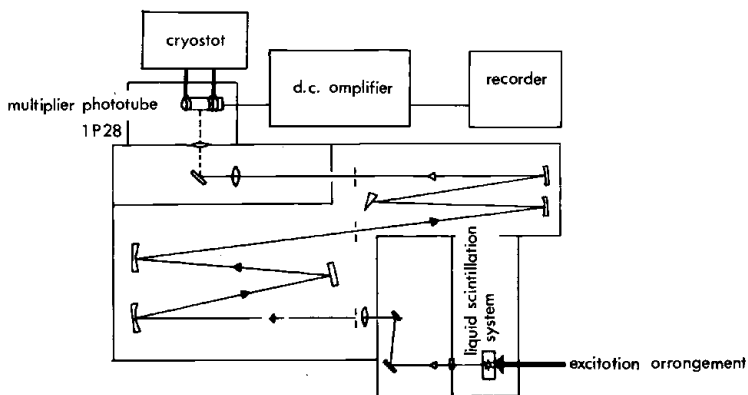 cryostot
d.c. omplifier
recorder
multiplier phototube
1P28
liquid scintillation
system
excitotion orrongement